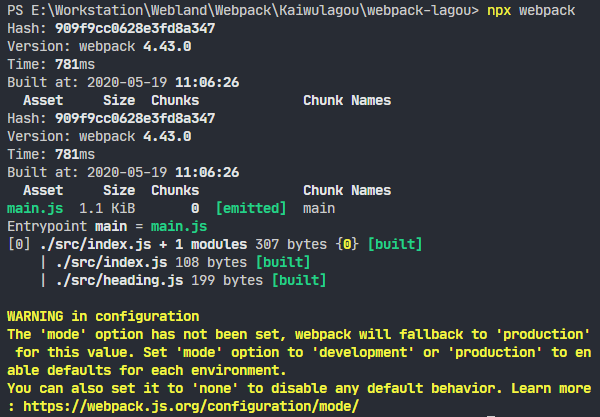 PS E:\Workstation\Webland\Webpack\Kaiwulagou\webpack-lagou> npx webpack
Hash: 909f9cc0628e3fd8a347
Version: webpack 4.43.0
Time: 781ms
Built at: 2020-05-19 11:06:26
  Asset     Size  Chunks             Chunk Names
Hash: 909f9cc0628e3fd8a347
Version: webpack 4.43.0
Time: 781ms
Built at: 2020-05-19 11:06:26
  Asset     Size  Chunks             Chunk Names
main.js  1.1 KiB       0  [emitted]  main
Entrypoint main = main.js
[0] ./src/index.js + 1 modules 307 bytes {0} [built]
    | ./src/index.js 108 bytes [built]
    | ./src/heading.js 199 bytes [built]
WARNING in configuration
The 'mode' option has not been set, webpack will fallback to 'production'
 for this value. Set 'mode' option to 'development' or 'production' to en
able defaults for each environment.
You can also set it to 'none' to disable any default behavior. Learn more
: https://webpack.js.org/configuration/mode/